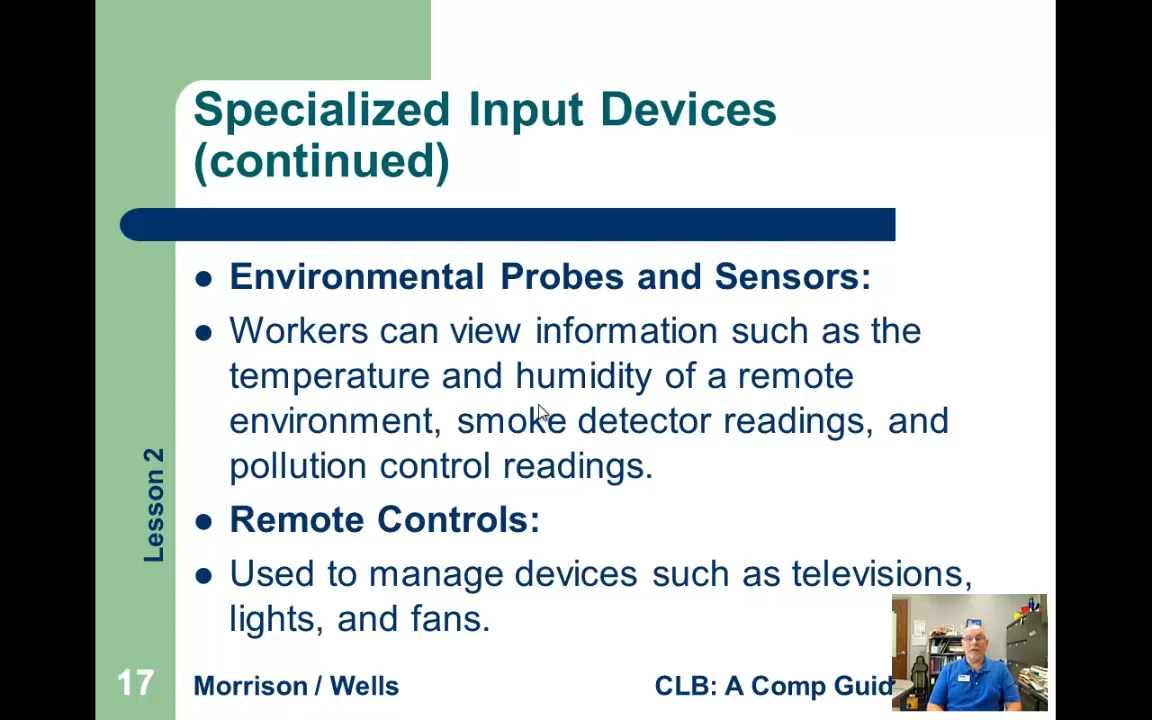 Specialized Input Devices
(continued)
● Environmental Probes and Sensors:
● Workers can view information such as the
temperature and humidity of a remote
environment, smoke detector readings, and
pollution control readings.
● Remote Controls:
● Used to manage devices such as televisions,
lights, and fans.
Lesson 2
17
Morrison / Wells
CLB: A Comp Guid